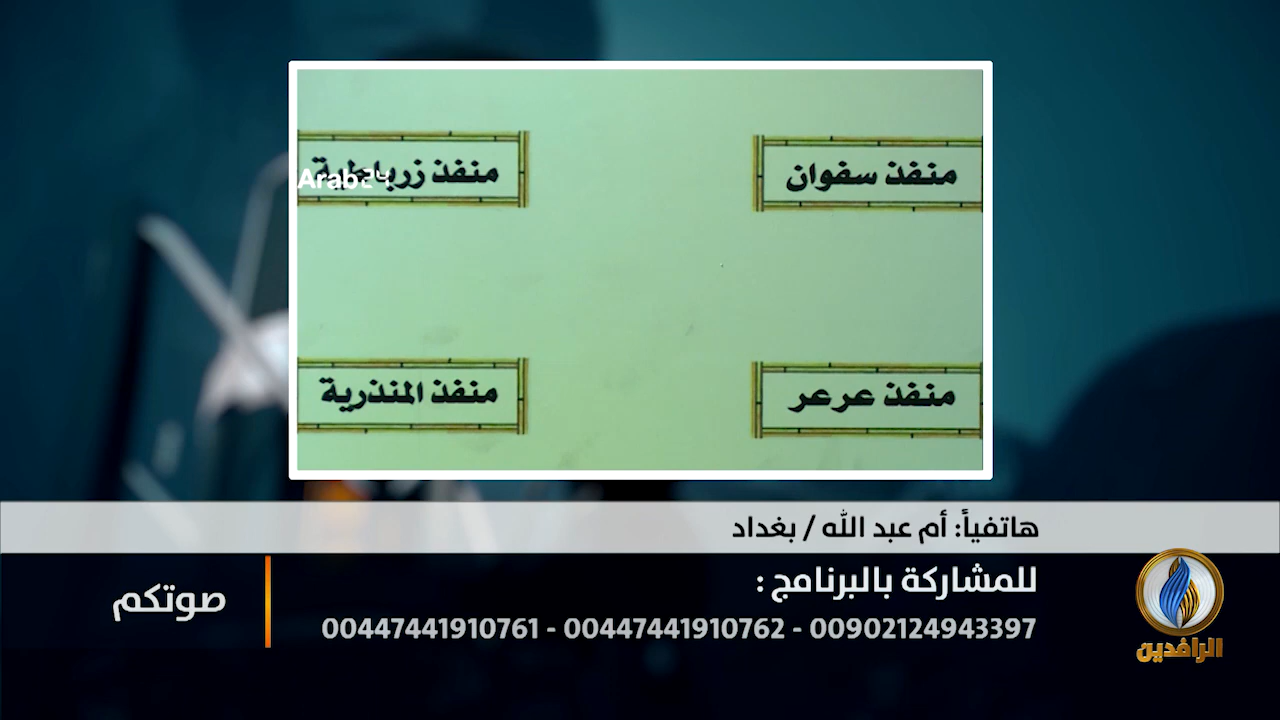 منفذ سفوان
منفذ زرباطية
Arab24
منفذ عرعر
منفذ المنذرية
هاتفياً: أم عبد الله / بغداد
للمشاركة بالبرنامج :
00447441910761 - 00447441910762 - 00902124943397
صوتكم
الرافدين